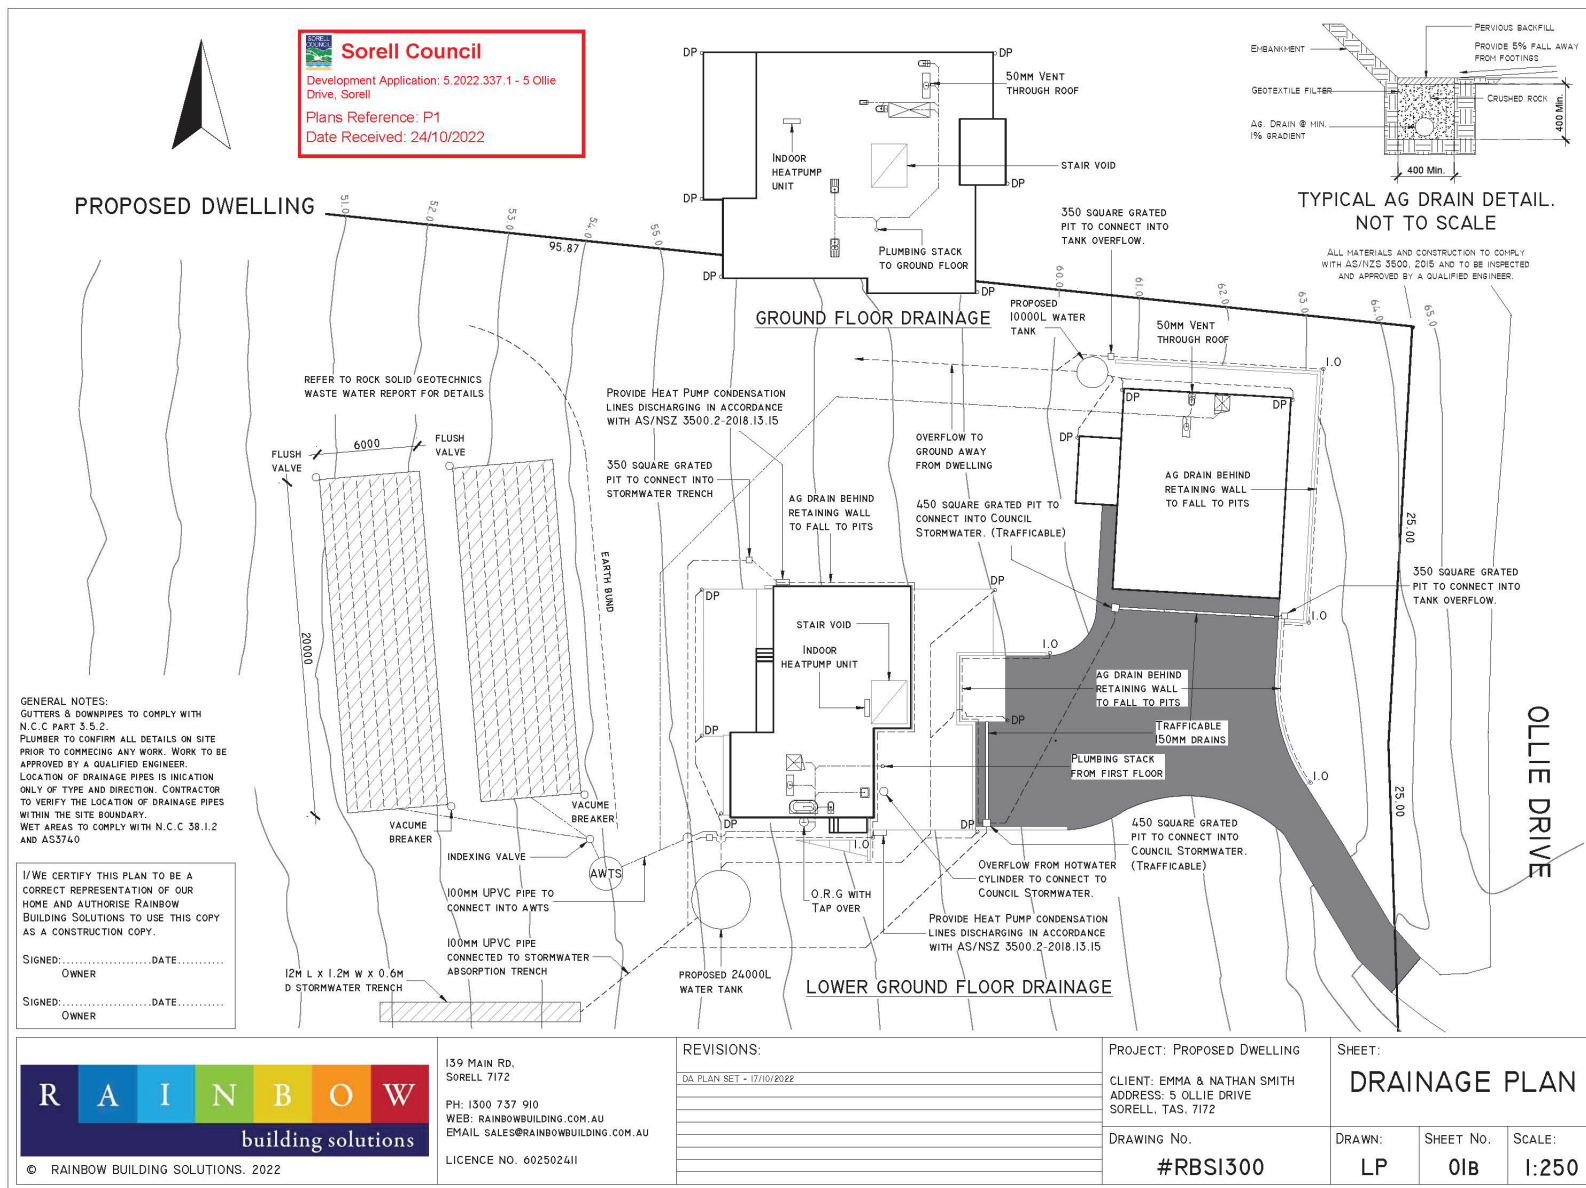 SORELL COUNCIL
Sorell Council
Development Application: 5.2022.337.1 - 5 Ollie
Drive, Sorell
Plans Reference: P1
Date Received: 24/10/2022
PROPOSED DWELLING
DP
DP
50MM VENT
THROUGH ROOF
INDOOR
HEATPUMP
UNIT
STAIR VOID
DP
DP
PLUMBING STACK
TO GROUND FLOOR
DP
DP
GROUND FLOOR DRAINAGE
EMBANKMENT
PERVIOUS BACKFILL
PROVIDE 5% FALL AWAY
FROM FOOTINGS
GEOTEXTILE FILTER
CRUSHED ROCK
AG. DRAIN @ MIN.
1% GRADIENT
400 Min.
400 Min.
TYPICAL AG DRAIN DETAIL.
NOT TO SCALE
ALL MATERIALS AND CONSTRUCTION TO COMPLY
WITH AS/NZS 3500, 2015 AND TO BE INSPECTED
AND APPROVED BY A QUALIFIED ENGINEER.
51.0
52.0
53.0
54.0
55.0
60.0
61.0
62.0
63.0
64.0
65.0
95.87
350 SQUARE GRATED
PIT TO CONNECT INTO
TANK OVERFLOW.
PROPOSED
10000L WATER
TANK
50MM VENT
THROUGH ROOF
1.0
REFER TO ROCK SOLID GEOTECHNICS
WASTE WATER REPORT FOR DETAILS
PROVIDE HEAT PUMP CONDENSATION
LINES DISCHARGING IN ACCORDANCE
WITH AS/NSZ 3500.2-2018.13.15
DP
DP
DP
OVERFLOW TO
GROUND AWAY
FROM DWELLING
FLUSH
VALVE
6000
FLUSH
VALVE
350 SQUARE GRATED
PIT TO CONNECT INTO
STORMWATER TRENCH
AG DRAIN BEHIND
RETAINING WALL
TO FALL TO PITS
450 SQUARE GRATED PIT TO
CONNECT INTO COUNCIL
STORMWATER. (TRAFFICABLE)
AG DRAIN BEHIND
RETAINING WALL
TO FALL TO PITS
25.00
EARTH BUND
350 SQUARE GRATED
PIT TO CONNECT INTO
TANK OVERFLOW.
1.0
DP
DP
20000
STAIR VOID
INDOOR
HEATPUMP UNIT
1.0
AG DRAIN BEHIND
RETAINING WALL
TO FALL TO PITS
DP
DP
TRAFFICABLE
150MM DRAINS
PLUMBING STACK
FROM FIRST FLOOR
1.0
25.00
OLLIE DRIVE
GENERAL NOTES:
GUTTERS & DOWNPIPES TO COMPLY WITH
N.C.C PART 3.5.2.
PLUMBER TO CONFIRM ALL DETAILS ON SITE
PRIOR TO COMMECING ANY WORK. WORK TO BE
APPROVED BY A QUALIFIED ENGINEER.
LOCATION OF DRAINAGE PIPES IS INICATION
ONLY OF TYPE AND DIRECTION. CONTRACTOR
TO VERIFY THE LOCATION OF DRAINAGE PIPES
WITHIN THE SITE BOUNDARY.
WET AREAS TO COMPLY WITH N.C.C 38.1.2
AND AS3740
VACUME
BREAKER
VACUME
BREAKER
DP
1.0
DP
450 SQUARE GRATED
PIT TO CONNECT INTO
COUNCIL STORMWATER.
(TRAFFICABLE)
INDEXING VALVE
AWTS
OVERFLOW FROM HOTWATER
CYLINDER TO CONNECT TO
COUNCIL STORMWATER.
100MM UPVC PIPE TO
CONNECT INTO AWTS
O.R.G WITH
TAP OVER
PROVIDE HEAT PUMP CONDENSATION
LINES DISCHARGING IN ACCORDANCE
WITH AS/NSZ 3500.2-2018.13.15
100MM UPVC PIPE
CONNECTED TO STORMWATER
ABSORPTION TRENCH
12M L X 1.2M W X 0.6M
D STORMWATER TRENCH
PROPOSED 24000L
WATER TANK
LOWER GROUND FLOOR DRAINAGE
I/WE CERTIFY THIS PLAN TO BE A
CORRECT REPRESENTATION OF OUR
HOME AND AUTHORISE RAINBOW
BUILDING SOLUTIONS TO USE THIS COPY
AS A CONSTRUCTION COPY.
SIGNED:.....................DATE...........
OWNER
SIGNED:.....................DATE...........
OWNER
RAINBOW
building solutions
© RAINBOW BUILDING SOLUTIONS. 2022
139 MAIN RD,
SORELL 7172
PH: 1300 737 910
WEB: RAINBOWBUILDING.COM.AU
EMAIL SALES@RAINBOWBUILDING.COM.AU
LICENCE NO. 602502411
REVISIONS:
DA PLAN SET - 17/10/2022
PROJECT: PROPOSED DWELLING
CLIENT: EMMA & NATHAN SMITH
ADDRESS: 5 OLLIE DRIVE
SORELL, TAS, 7172
DRAWING NO.
#RBS1300
SHEET:
DRAINAGE PLAN
DRAWN:
LP
SHEET NO.
01B
SCALE:
1:250